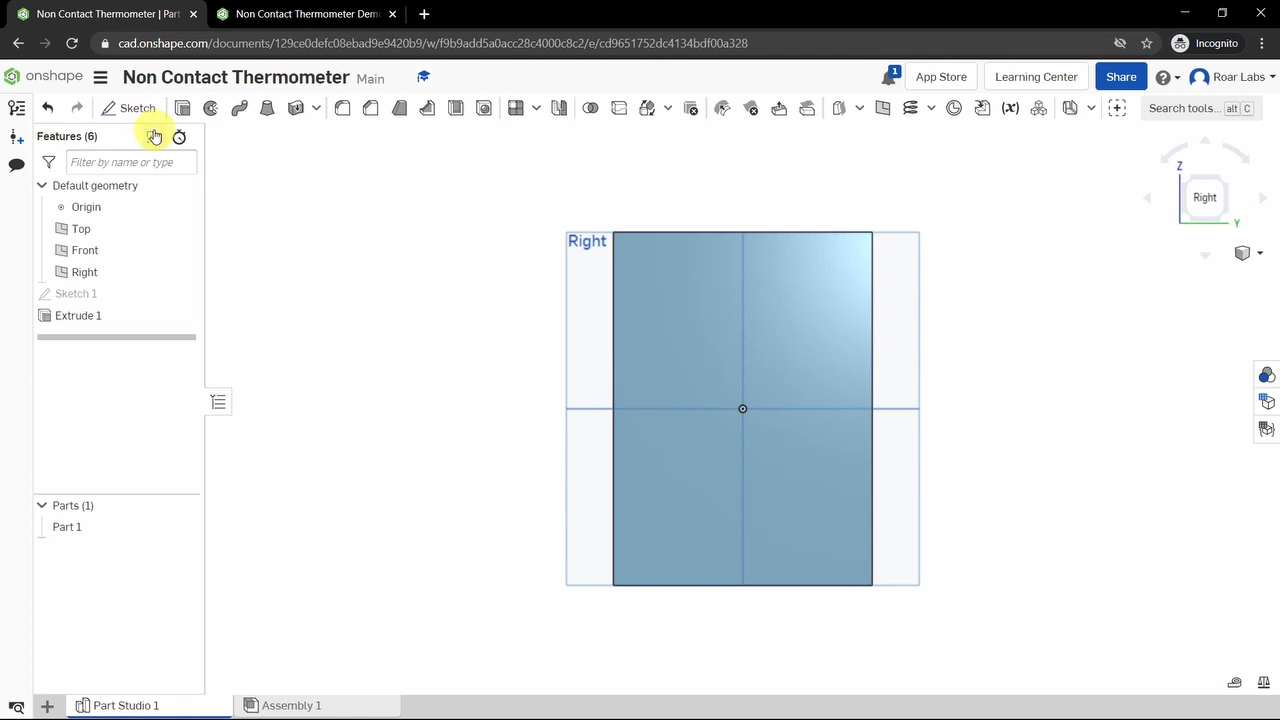 Non Contact Thermometer | Part
Non Contact Thermometer Dem
cad.onshape.com/documents/129ce0defc08ebad9e9420b9/w/f9b9add5a0acc28c4000c8c2/e/cd9651752dc4134bdf00a328
Incognito
onshape
Non Contact Thermometer
Main
1
App Store
Learning Center
Share
Roar Labs
Sketch
(x)
Search tools... alt C
Features (6)
Filter by name or type
Default geometry
Origin
Top
Front
Right
Sketch 1
Extrude 1
Parts (1)
Part 1
Right
Z
Right
Y
Part Studio 1
Assembly 1